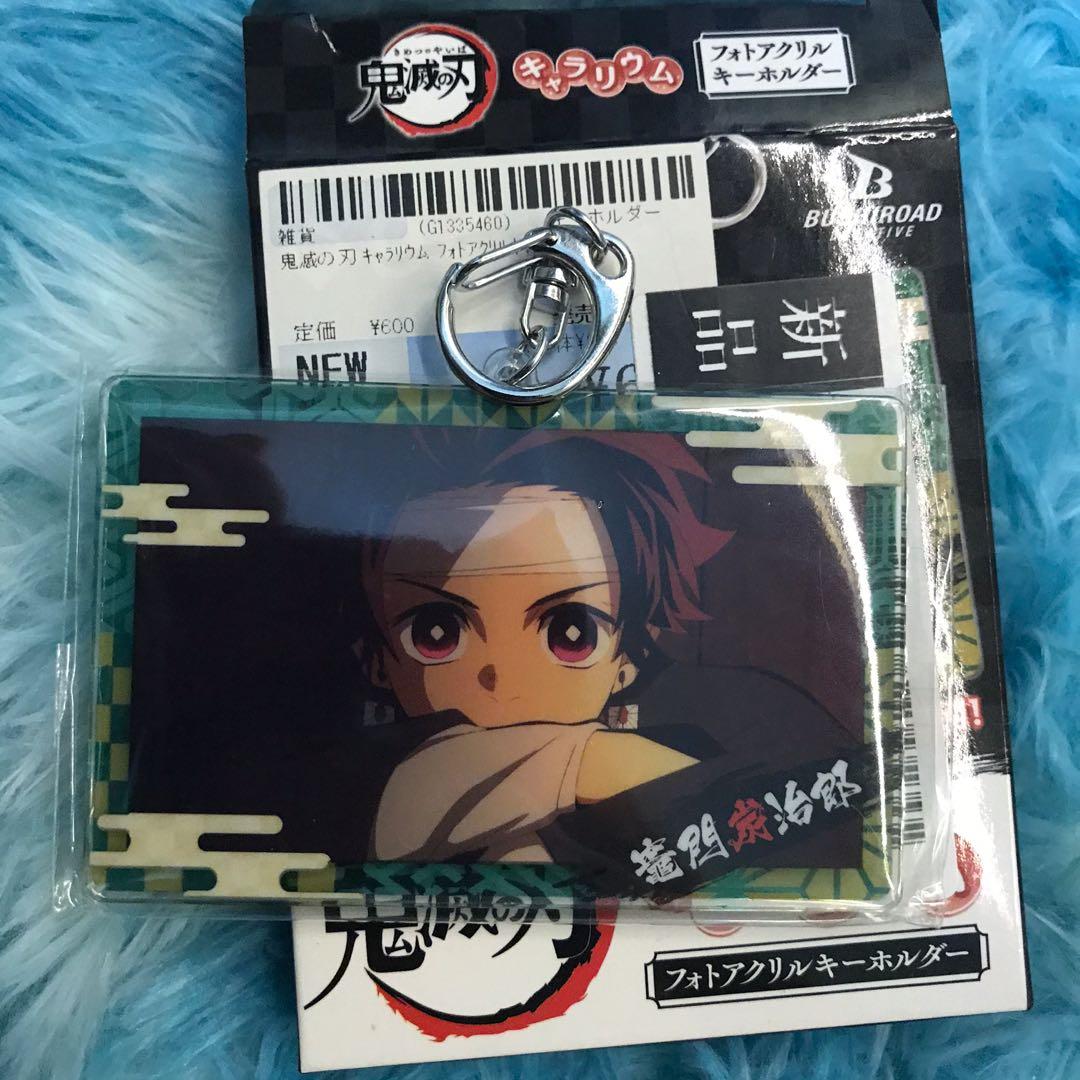 きめつのやいば
鬼滅の刃
キャラリウム
フォトアクリル
キーホルダー
B
BUSHIROAD
雑貨
(G1335460)
ホルダー
鬼滅の刃 キャラリウム フォトアクリル
定価 ¥600
NEW
新品
竈門炭治郎
鬼滅の刃
フォトアクリルキーホルダー